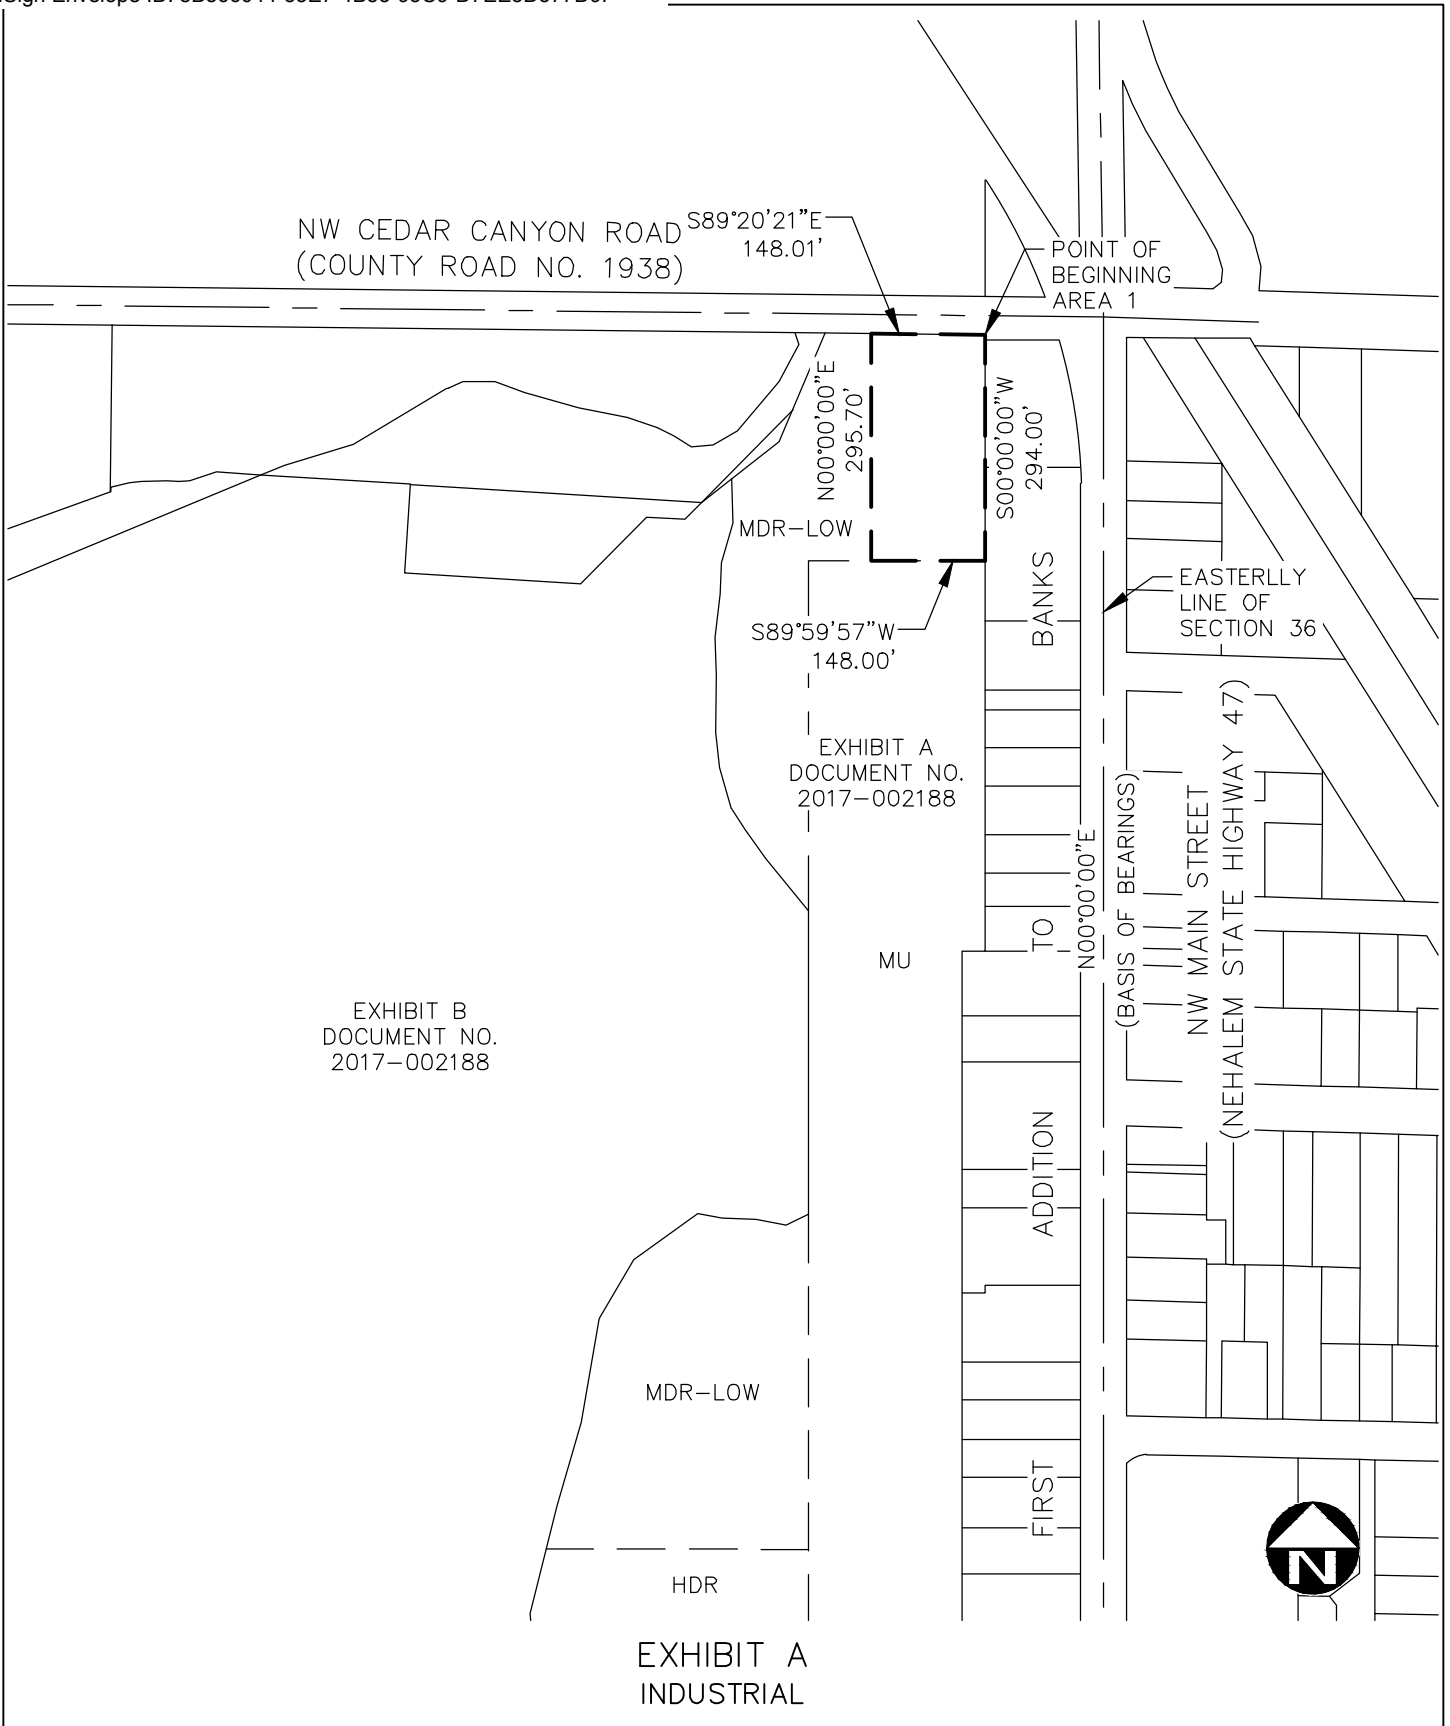 NW CEDAR CANYON ROAD
(COUNTY ROAD NO. 1938)
S89°20'21"E
148.01'
POINT OF
BEGINNING
AREA 1
N00°00'00"E
295.70'
S00°00'00"W
294.00'
MDR-LOW
S89°59'57"W
148.00'
EASTERLLY
LINE OF
SECTION 36
EXHIBIT A
DOCUMENT NO.
2017-002188
MU
EXHIBIT B
DOCUMENT NO.
2017-002188
FIRST ADDITION TO BANKS
N00°00'00"E
(BASIS OF BEARINGS)
NW MAIN STREET
(NEHALEM STATE HIGHWAY 47)
MDR-LOW
HDR
N
EXHIBIT A
INDUSTRIAL